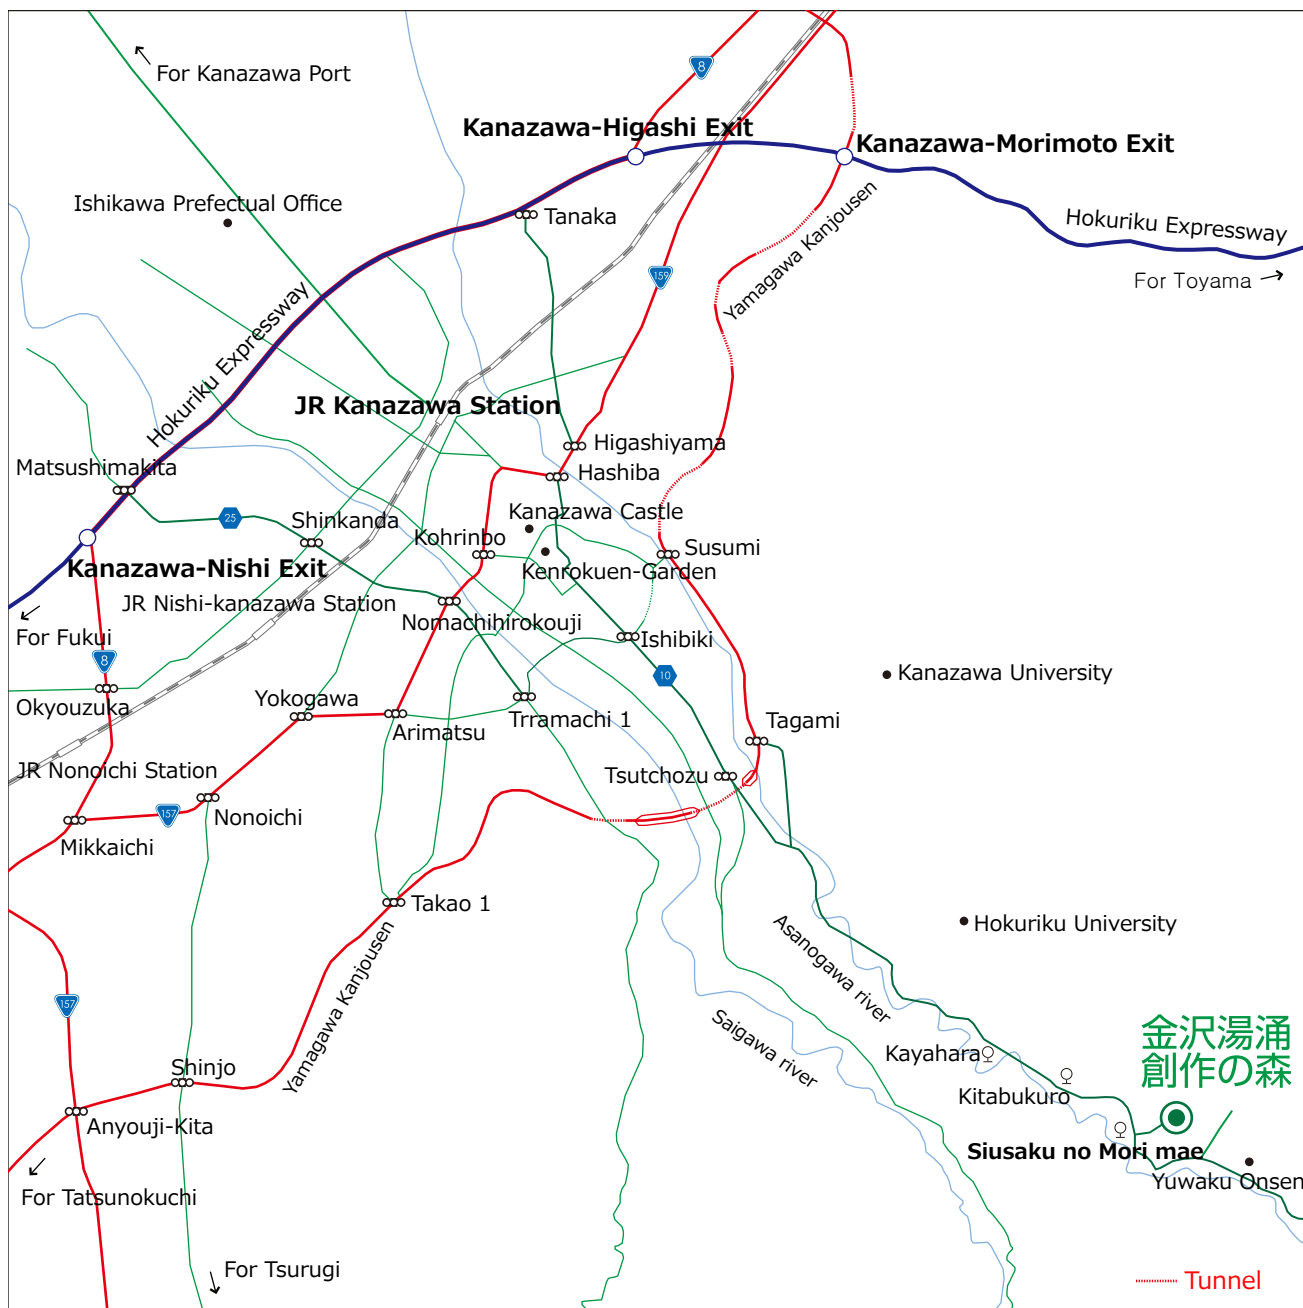 For Kanazawa Port
8
Kanazawa-Higashi Exit
Kanazawa-Morimoto Exit
Ishikawa Prefectual Office
Tanaka
Yamagawa Kanjousen
Hokuriku Expressway
For Toyama
159
Hokuriku Expressway
JR Kanazawa Station
Higashiyama
Matsushimakita
Hashiba
25
Shinkanda
Kanazawa Castle
Kohrinbo
Susumi
Kanazawa-Nishi Exit
Kenrokuen-Garden
JR Nishi-kanazawa Station
Nomachihirokouji
For Fukui
Ishibiki
8
10
Kanazawa University
Okyouzuka
Yokogawa
Arimatsu
Trramachi 1
Tagami
JR Nonoichi Station
Tsutchozu
157
Nonoichi
Mikkaichi
Takao 1
Hokuriku University
Asanogawa river
Yamagawa Kanjousen
157
Saigawa river
金沢湯涌
創作の森
Kayahara
Shinjo
Kitabukuro
Anyouji-Kita
Siusaku no Mori mae
Yuwaku Onsen
For Tatsunokuchi
For Tsurugi
Tunnel